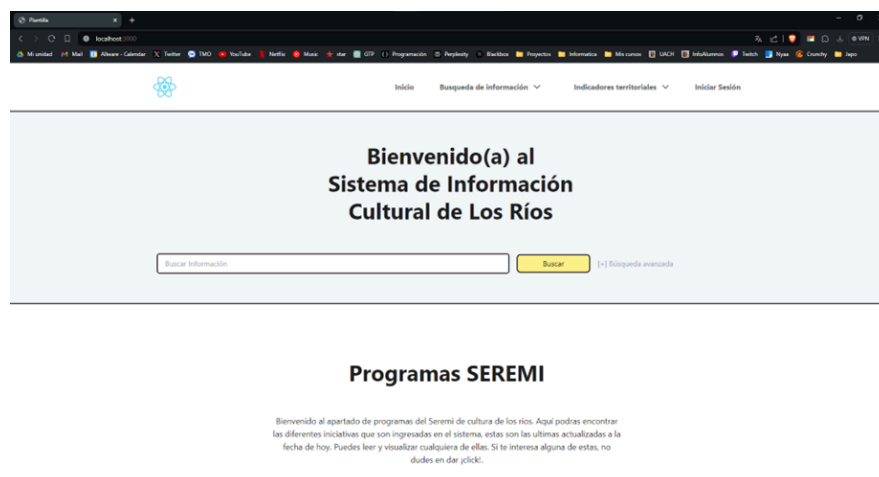 Plantilla
localhost:3000
Mi unidad Mail Allware - Calendar Twitter TMO YouTube Netflix Music star GTP Programación Perplexity Blackbox Proyectos Informatica Mis cursos UACH InfoAlumnos Twitch Nyaa Crunchy Japo
VPN
Inicio Busqueda de información Indicadores territoriales Iniciar Sesión
Bienvenido(a) al
Sistema de Información
Cultural de Los Ríos
Buscar Información Buscar [+] Búsqueda avanzada
Programas SEREMI
Bienvenido al apartado de programas del Seremi de cultura de los rios. Aquí podras encontrar
las diferentes iniciativas que son ingresadas en el sistema, estas son las ultimas actualizadas a la
fecha de hoy. Puedes leer y visualizar cualquiera de ellas. Si te interesa alguna de estas, no
dudes en dar ¡click!.